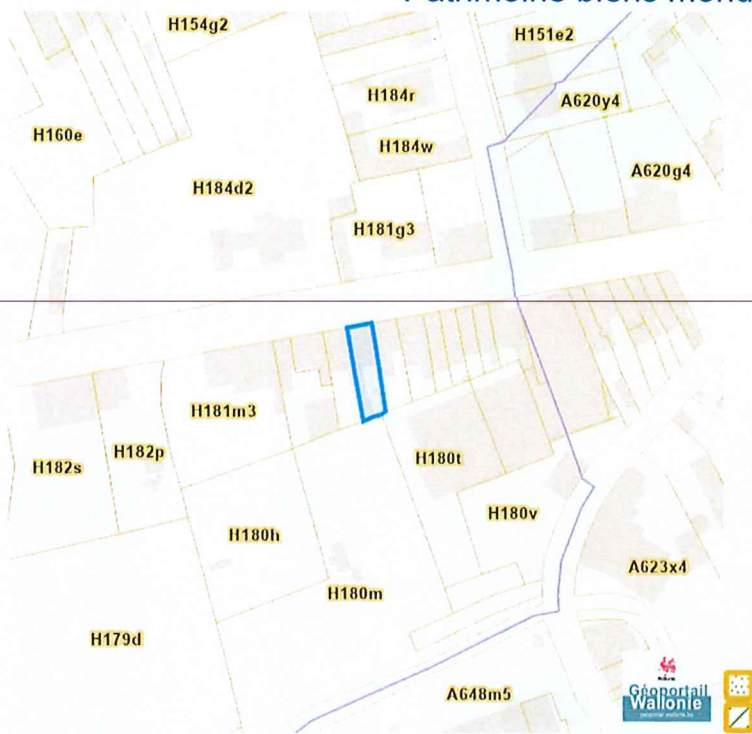 H154g2
H151e2
H184r
A620y4
H160e
H184w
A620g4
H184d2
H181g3
H181m3
H182p
H180t
H182s
H180v
H180h
A623x4
H180m
H179d
A648m5
Géoportail
Wallonie